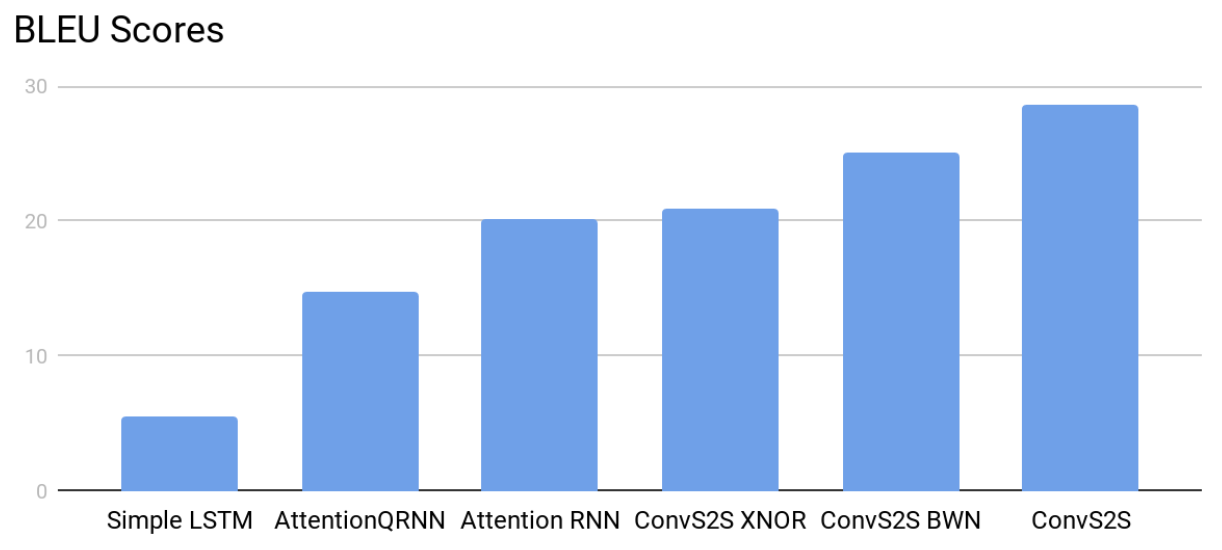 BLEU Scores
30
20
10
0
Simple LSTM AttentionQRNN Attention RNN ConvS2S XNOR ConvS2S BWN ConvS2S